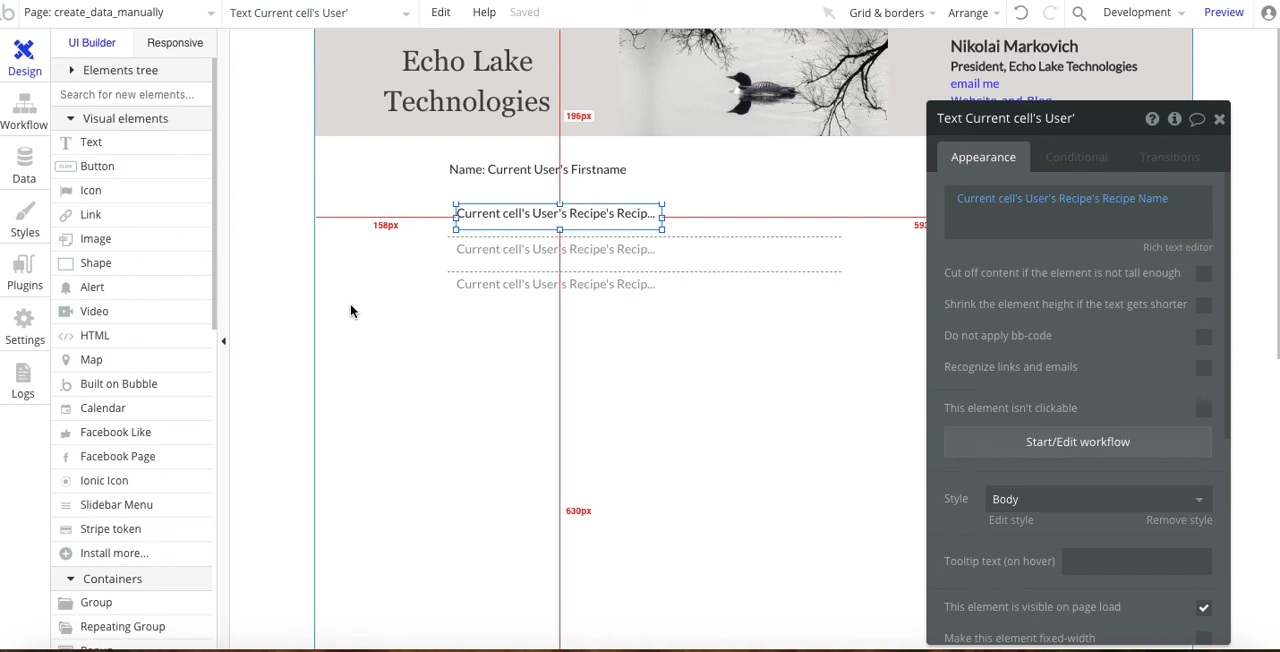 Page: create_data_manually
Text Current cell's User'
Edit
Help
Saved
Grid & borders
Arrange
Development
Preview
Design
Workflow
Data
Styles
Plugins
Settings
Logs
UI Builder
Responsive
Elements tree
Search for new elements...
Visual elements
Text
CLICK
Button
Icon
Link
Image
Shape
Alert
Video
HTML
Map
Built on Bubble
Calendar
Facebook Like
Facebook Page
Ionic Icon
Slidebar Menu
Stripe token
Install more...
Containers
Group
Repeating Group
Popup
Echo Lake
Technologies
Nikolai Markovich
President, Echo Lake Technologies
email me
Website and Blog
196px
Name: Current User's Firstname
Current cell's User's Recipe's Recip...
158px
593
Current cell's User's Recipe's Recip...
Current cell's User's Recipe's Recip...
630px
Text Current cell's User'
Appearance
Conditional
Transitions
Current cell's User's Recipe's Recipe Name
Rich text editor
Cut off content if the element is not tall enough
Shrink the element height if the text gets shorter
Do not apply bb-code
Recognize links and emails
This element isn't clickable
Start/Edit workflow
Style
Body
Edit style
Remove style
Tooltip text (on hover)
This element is visible on page load
Make this element fixed-width